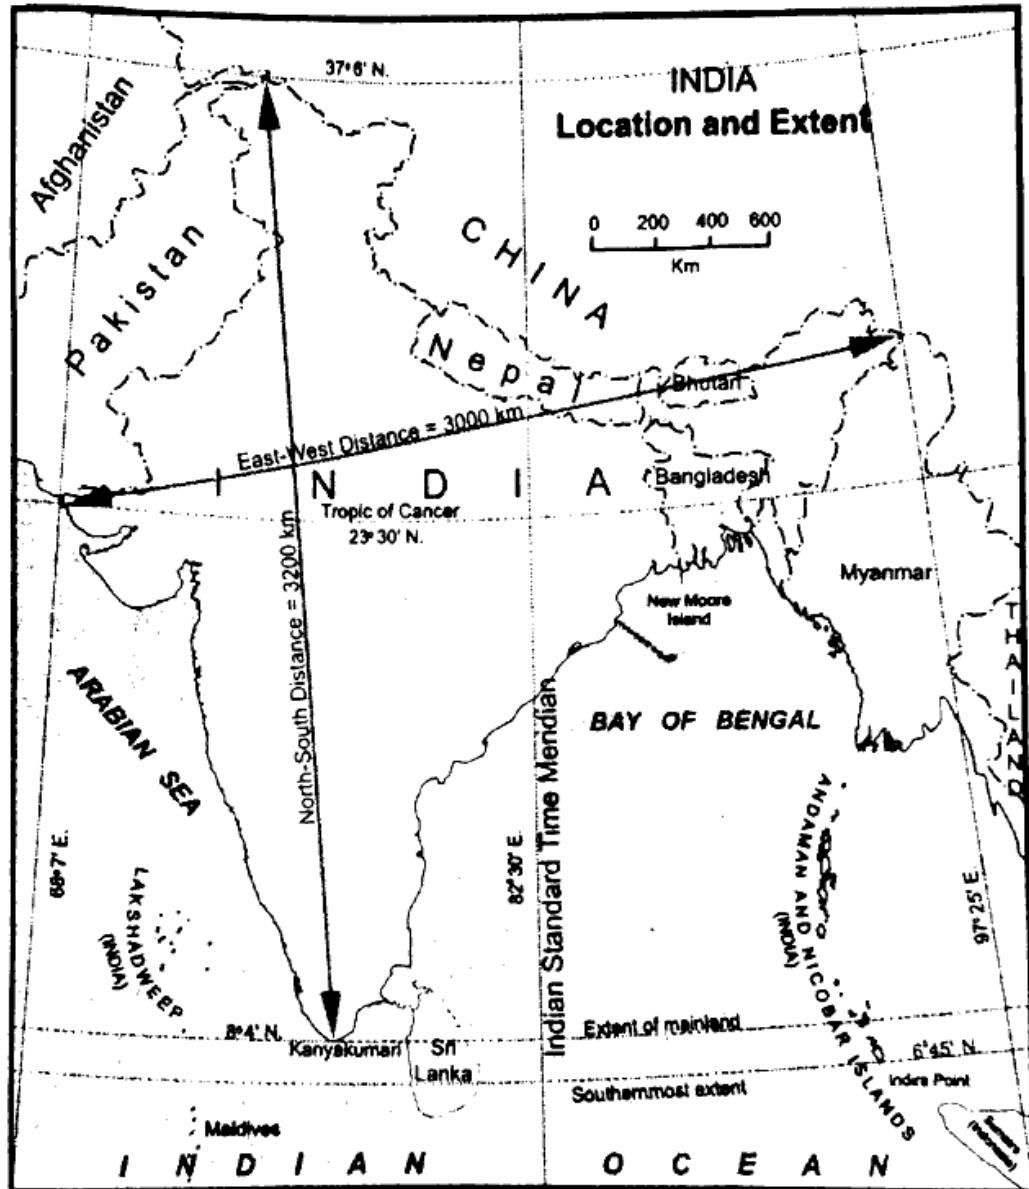 37°6' N.
INDIA
Location and Extent
Afghanistan
0 200 400 600
Km
CHINA
Pakistan
Nepal
Bhutan
East-West Distance = 3000 km
INDIA
Bangladesh
Tropic of Cancer
23°30' N.
North-South Distance = 3200 km
Myanmar
New Moore
Island
THAILAND
ARABIAN SEA
BAY OF BENGAL
Indian Standard Time Meridian
68°7' E.
82°30' E.
97°25' E.
LAKSHADWEEP
(INDIA)
ANDAMAN AND NICOBAR ISLANDS
(INDIA)
8°4' N.
Extent of mainland
Kanyakumari
Sri
Lanka
6°45' N.
Indira Point
Southernmost extent
Maldives
Sumatra
(Indonesia)
INDIAN OCEAN